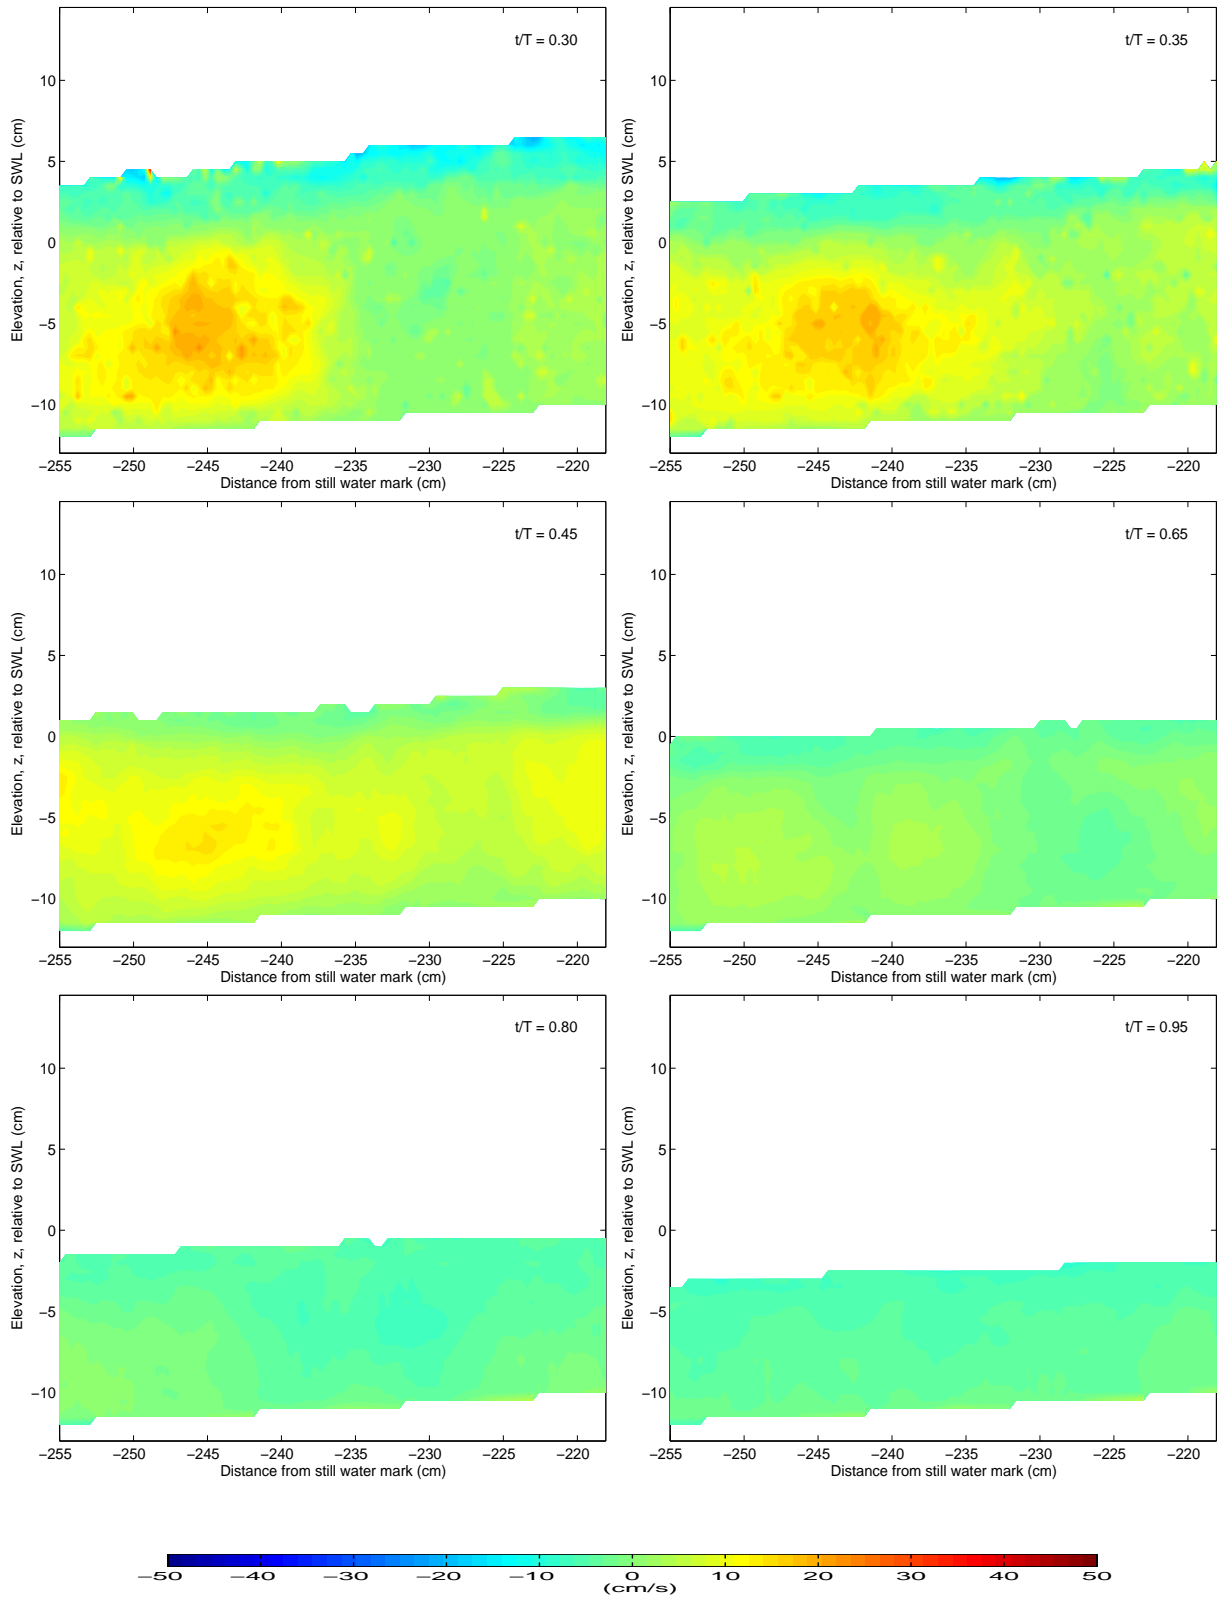 t/T = 0.30
10
5
0
−5
−10
Elevation, z, relative to SWL (cm)
−255 −250 −245 −240 −235 −230 −225 −220
Distance from still water mark (cm)
t/T = 0.35
10
5
0
−5
−10
Elevation, z, relative to SWL (cm)
−255 −250 −245 −240 −235 −230 −225 −220
Distance from still water mark (cm)
t/T = 0.45
10
5
0
−5
−10
Elevation, z, relative to SWL (cm)
−255 −250 −245 −240 −235 −230 −225 −220
Distance from still water mark (cm)
t/T = 0.65
10
5
0
−5
−10
Elevation, z, relative to SWL (cm)
−255 −250 −245 −240 −235 −230 −225 −220
Distance from still water mark (cm)
t/T = 0.80
10
5
0
−5
−10
Elevation, z, relative to SWL (cm)
−255 −250 −245 −240 −235 −230 −225 −220
Distance from still water mark (cm)
t/T = 0.95
10
5
0
−5
−10
Elevation, z, relative to SWL (cm)
−255 −250 −245 −240 −235 −230 −225 −220
Distance from still water mark (cm)
−50 −40 −30 −20 −10 0 10 20 30 40 50
(cm/s)